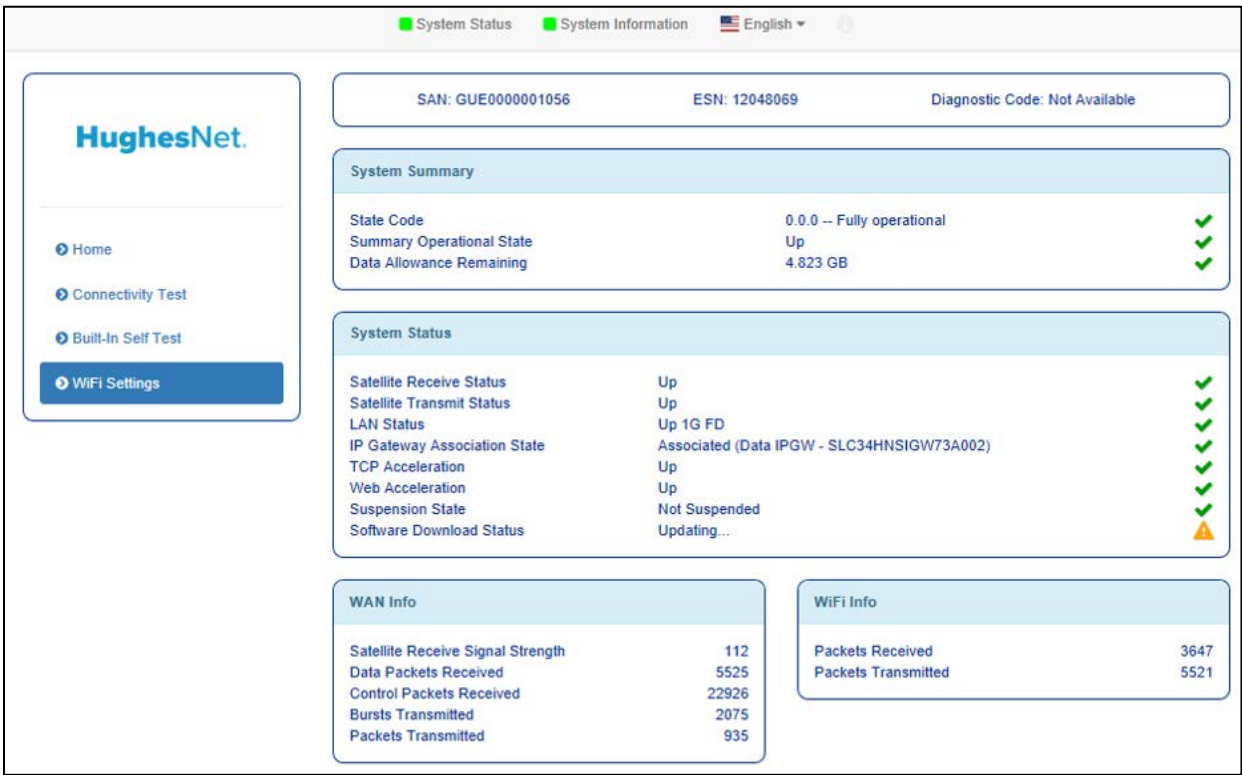 System Status System Information English
HughesNet.
Home
Connectivity Test
Built-In Self Test
WiFi Settings
SAN: GUE0000001056 ESN: 12048069 Diagnostic Code: Not Available
System Summary
State Code 0.0.0 -- Fully operational
Summary Operational State Up
Data Allowance Remaining 4.823 GB
System Status
Satellite Receive Status Up
Satellite Transmit Status Up
LAN Status Up 1G FD
IP Gateway Association State Associated (Data IPGW - SLC34HNSIGW73A002)
TCP Acceleration Up
Web Acceleration Up
Suspension State Not Suspended
Software Download Status Updating...
WAN Info
Satellite Receive Signal Strength 112
Data Packets Received 5525
Control Packets Received 22926
Bursts Transmitted 2075
Packets Transmitted 935
WiFi Info
Packets Received 3647
Packets Transmitted 5521